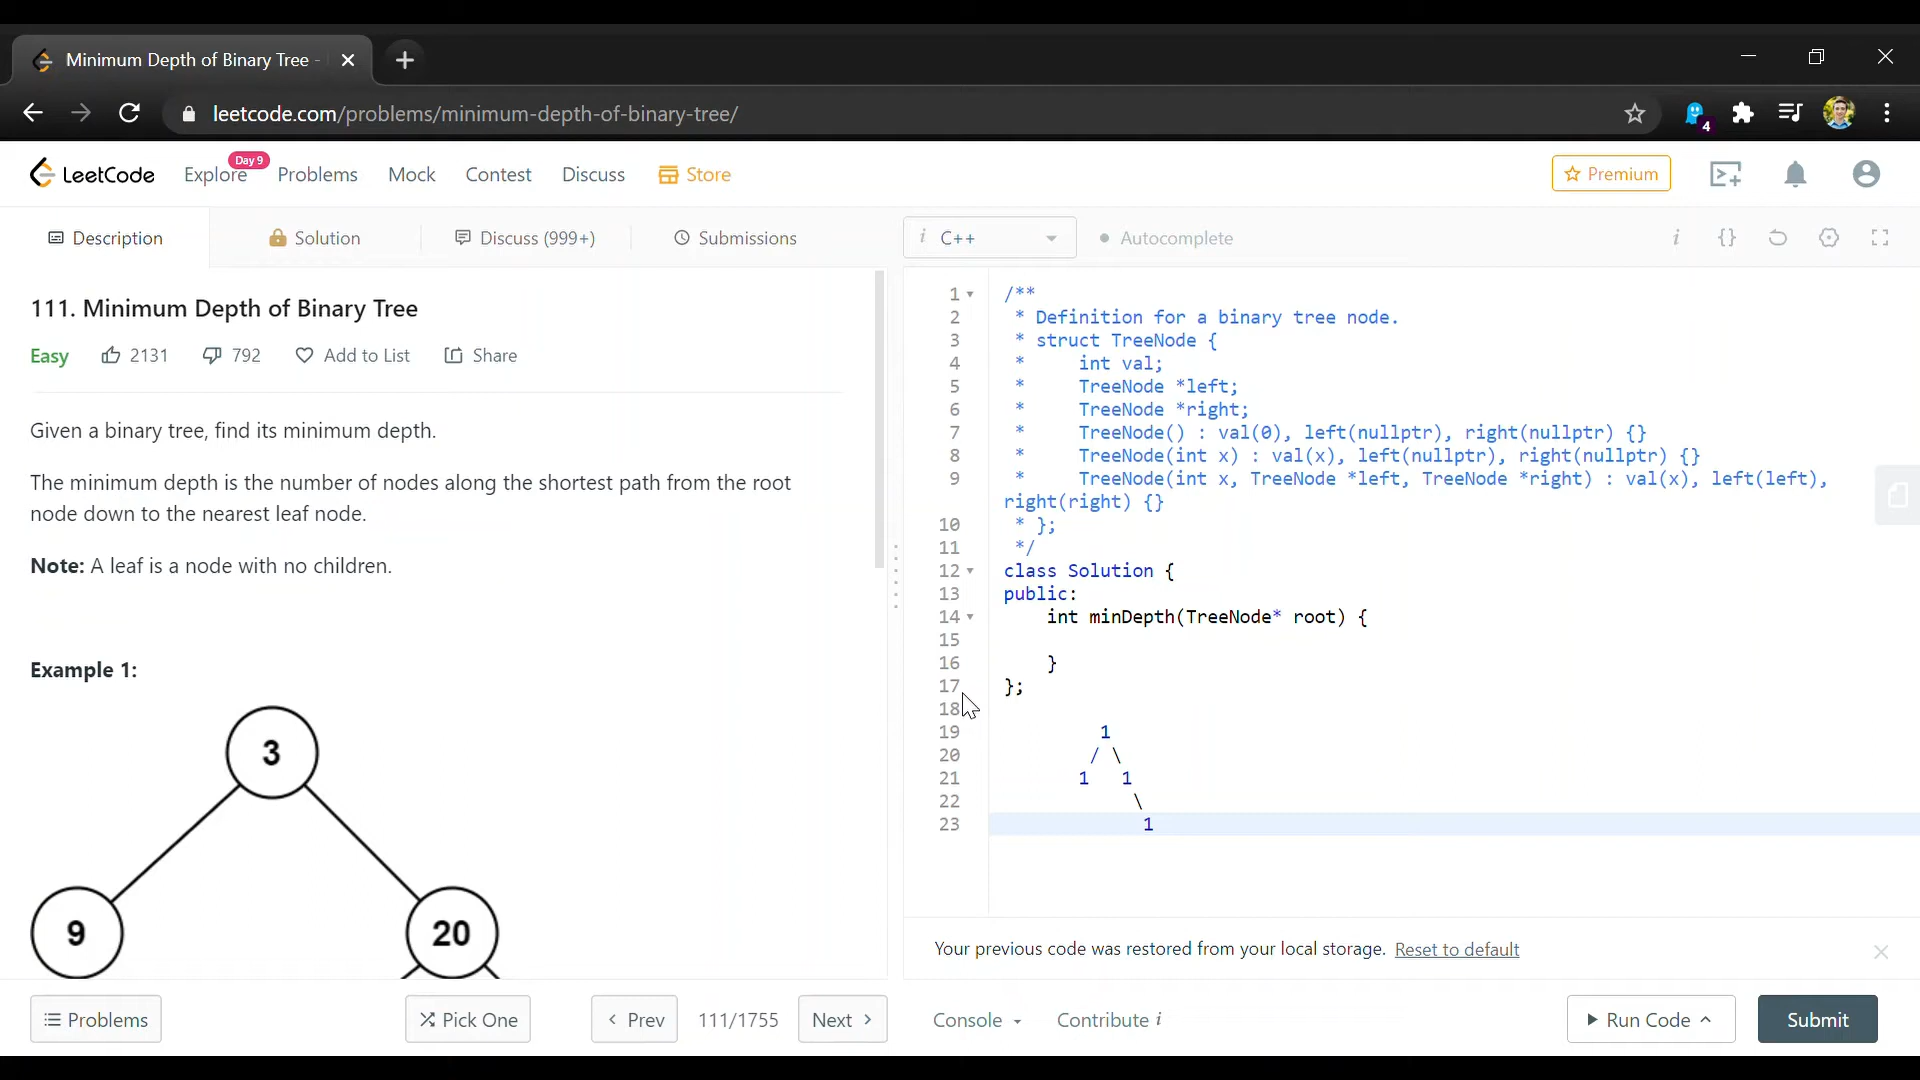 Minimum Depth of Binary Tree -
leetcode.com/problems/minimum-depth-of-binary-tree/
4
LeetCode Explore Day 9 Problems Mock Contest Discuss Store Premium
Description Solution Discuss (999+) Submissions
C++ Autocomplete
111. Minimum Depth of Binary Tree
Easy 2131 792 Add to List Share
Given a binary tree, find its minimum depth.
The minimum depth is the number of nodes along the shortest path from the root
node down to the nearest leaf node.
Note: A leaf is a node with no children.
Example 1:
3
9 20
1 /**
2 * Definition for a binary tree node.
3 * struct TreeNode {
4 * int val;
5 * TreeNode *left;
6 * TreeNode *right;
7 * TreeNode() : val(0), left(nullptr), right(nullptr) {}
8 * TreeNode(int x) : val(x), left(nullptr), right(nullptr) {}
9 * TreeNode(int x, TreeNode *left, TreeNode *right) : val(x), left(left),
right(right) {}
10 * };
11 */
12 class Solution {
13 public:
14 int minDepth(TreeNode* root) {
15
16 }
17 };
18
19 1
20 / \
21 1 1
22 \
23 1
Your previous code was restored from your local storage. Reset to default
Problems Pick One Prev 111/1755 Next Console Contribute i Run Code Submit